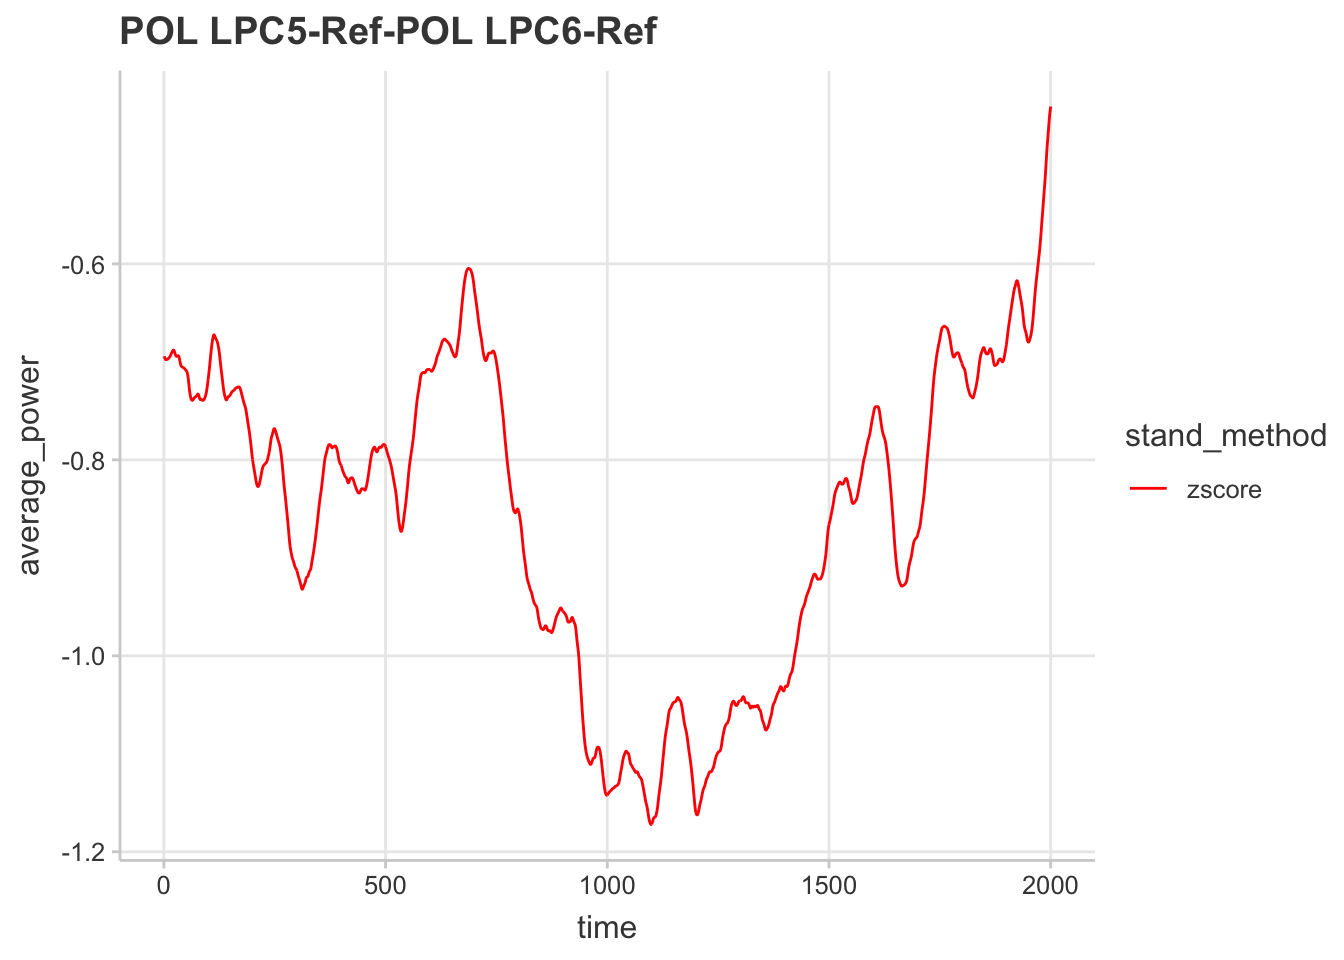 POL LPC5-Ref-POL LPC6-Ref
average_power
-0.6
-0.8
-1.0
-1.2
0 500 1000 1500 2000
time
stand_method
zscore